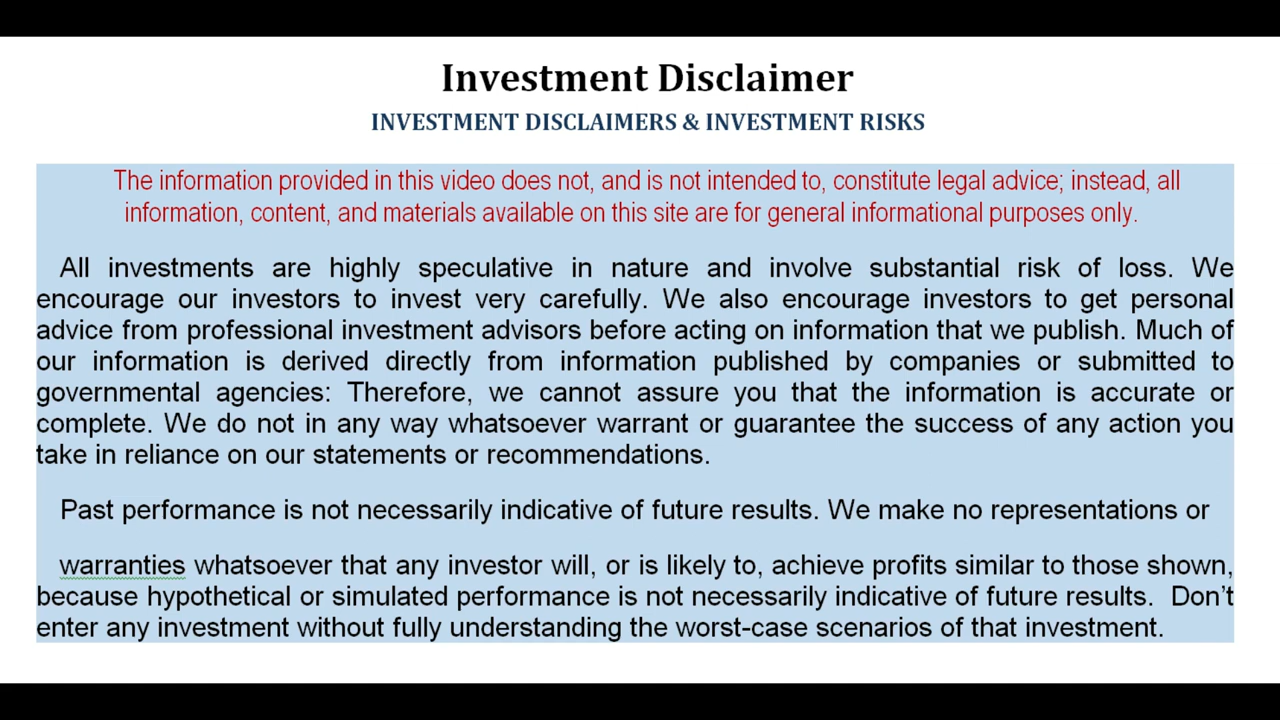 Investment Disclaimer
INVESTMENT DISCLAIMERS & INVESTMENT RISKS
The information provided in this video does not, and is not intended to, constitute legal advice; instead, all
information, content, and materials available on this site are for general informational purposes only.
All investments are highly speculative in nature and involve substantial risk of loss. We
encourage our investors to invest very carefully. We also encourage investors to get personal
advice from professional investment advisors before acting on information that we publish. Much of
our information is derived directly from information published by companies or submitted to
governmental agencies: Therefore, we cannot assure you that the information is accurate or
complete. We do not in any way whatsoever warrant or guarantee the success of any action you
take in reliance on our statements or recommendations.
Past performance is not necessarily indicative of future results. We make no representations or
warranties whatsoever that any investor will, or is likely to, achieve profits similar to those shown,
because hypothetical or simulated performance is not necessarily indicative of future results.  Don’t
enter any investment without fully understanding the worst-case scenarios of that investment.